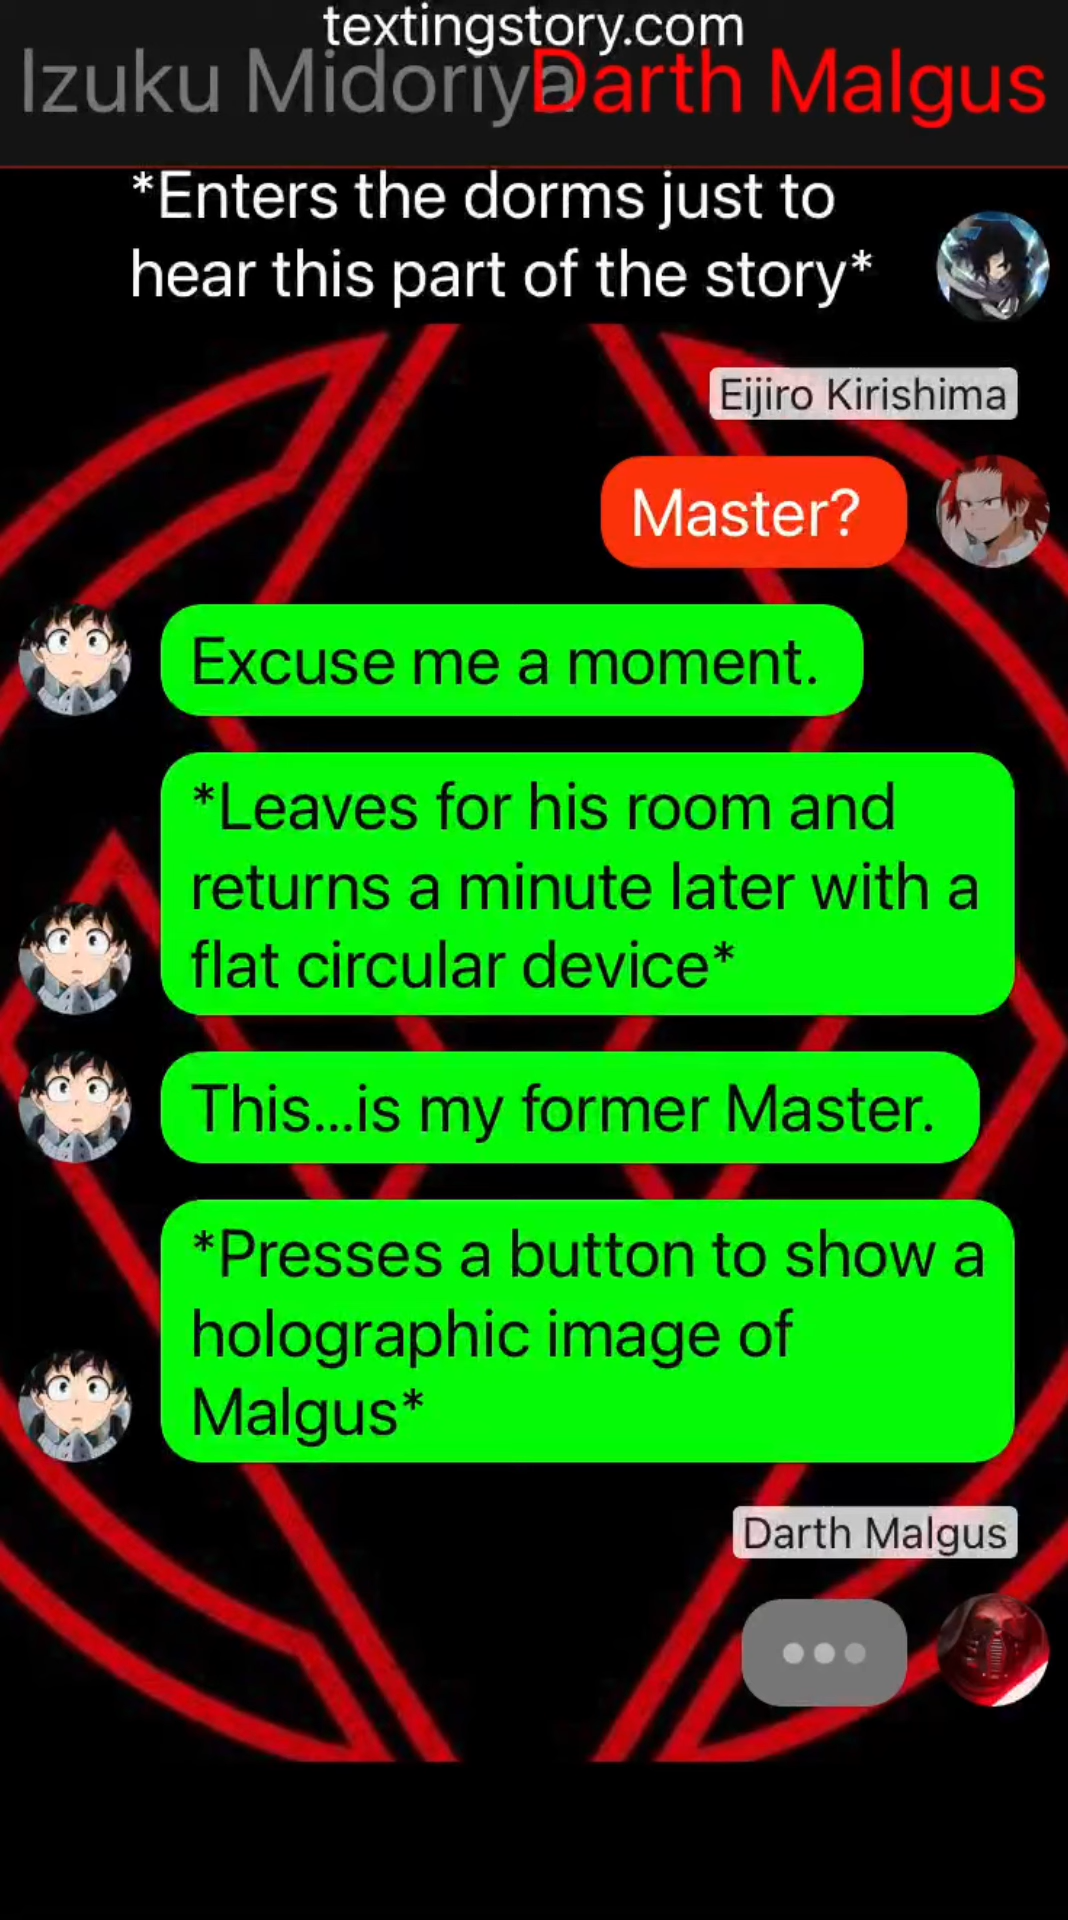 textingstory.com
Izuku Midoriya Darth Malgus
*Enters the dorms just to
hear this part of the story*
Eijiro Kirishima
Master?
Excuse me a moment.
*Leaves for his room and
returns a minute later with a
flat circular device*
This...is my former Master.
*Presses a button to show a
holographic image of
Malgus*
Darth Malgus